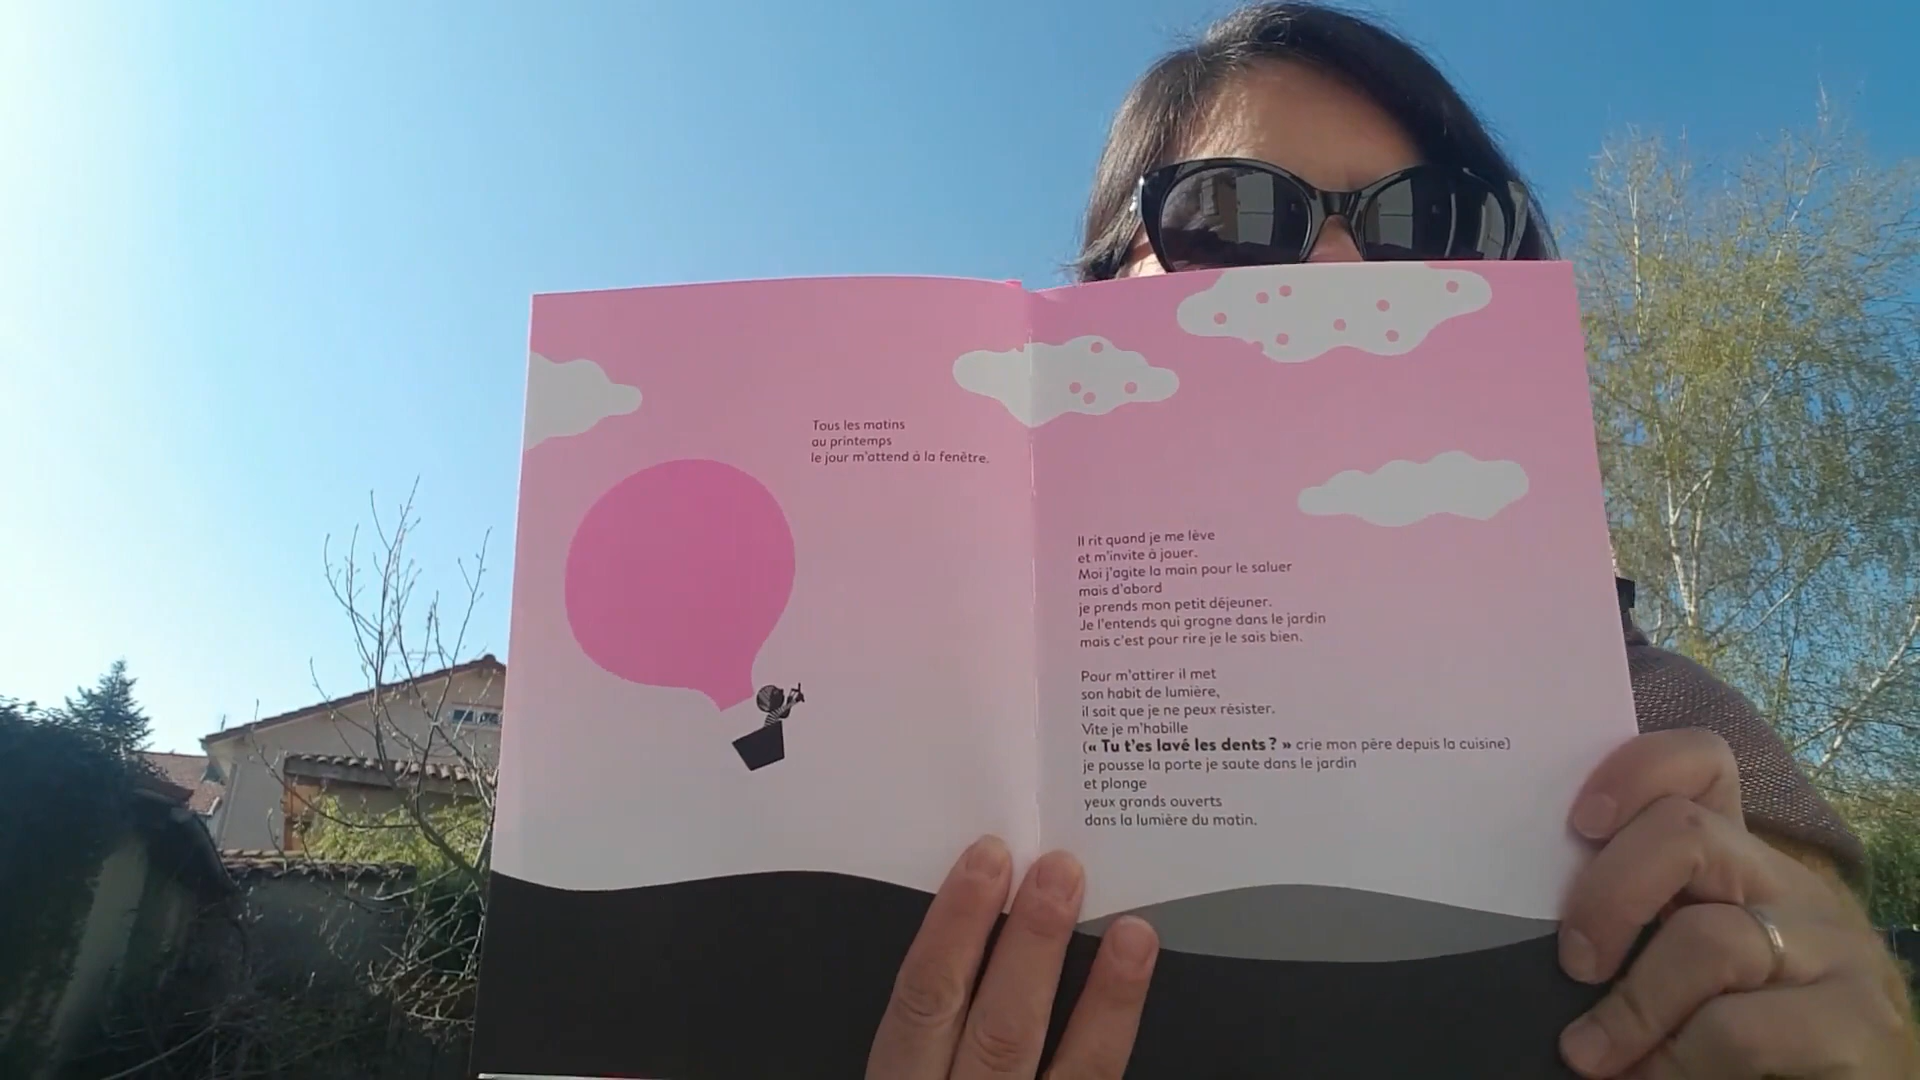 Tous les matins
au printemps
le jour m'attend à la fenêtre.
Il rit quand je me lève
et m'invite à jouer.
Moi j'agite la main pour le saluer
mais d'abord
je prends mon petit déjeuner.
Je l'entends qui grogne dans le jardin
mais c'est pour rire je le sais bien.
Pour m'attirer il met
son habit de lumière,
il sait que je ne peux résister.
Vite je m'habille
(« Tu t'es lavé les dents ? » crie mon père depuis la cuisine)
je pousse la porte je saute dans le jardin
et plonge
yeux grands ouverts
dans la lumière du matin.